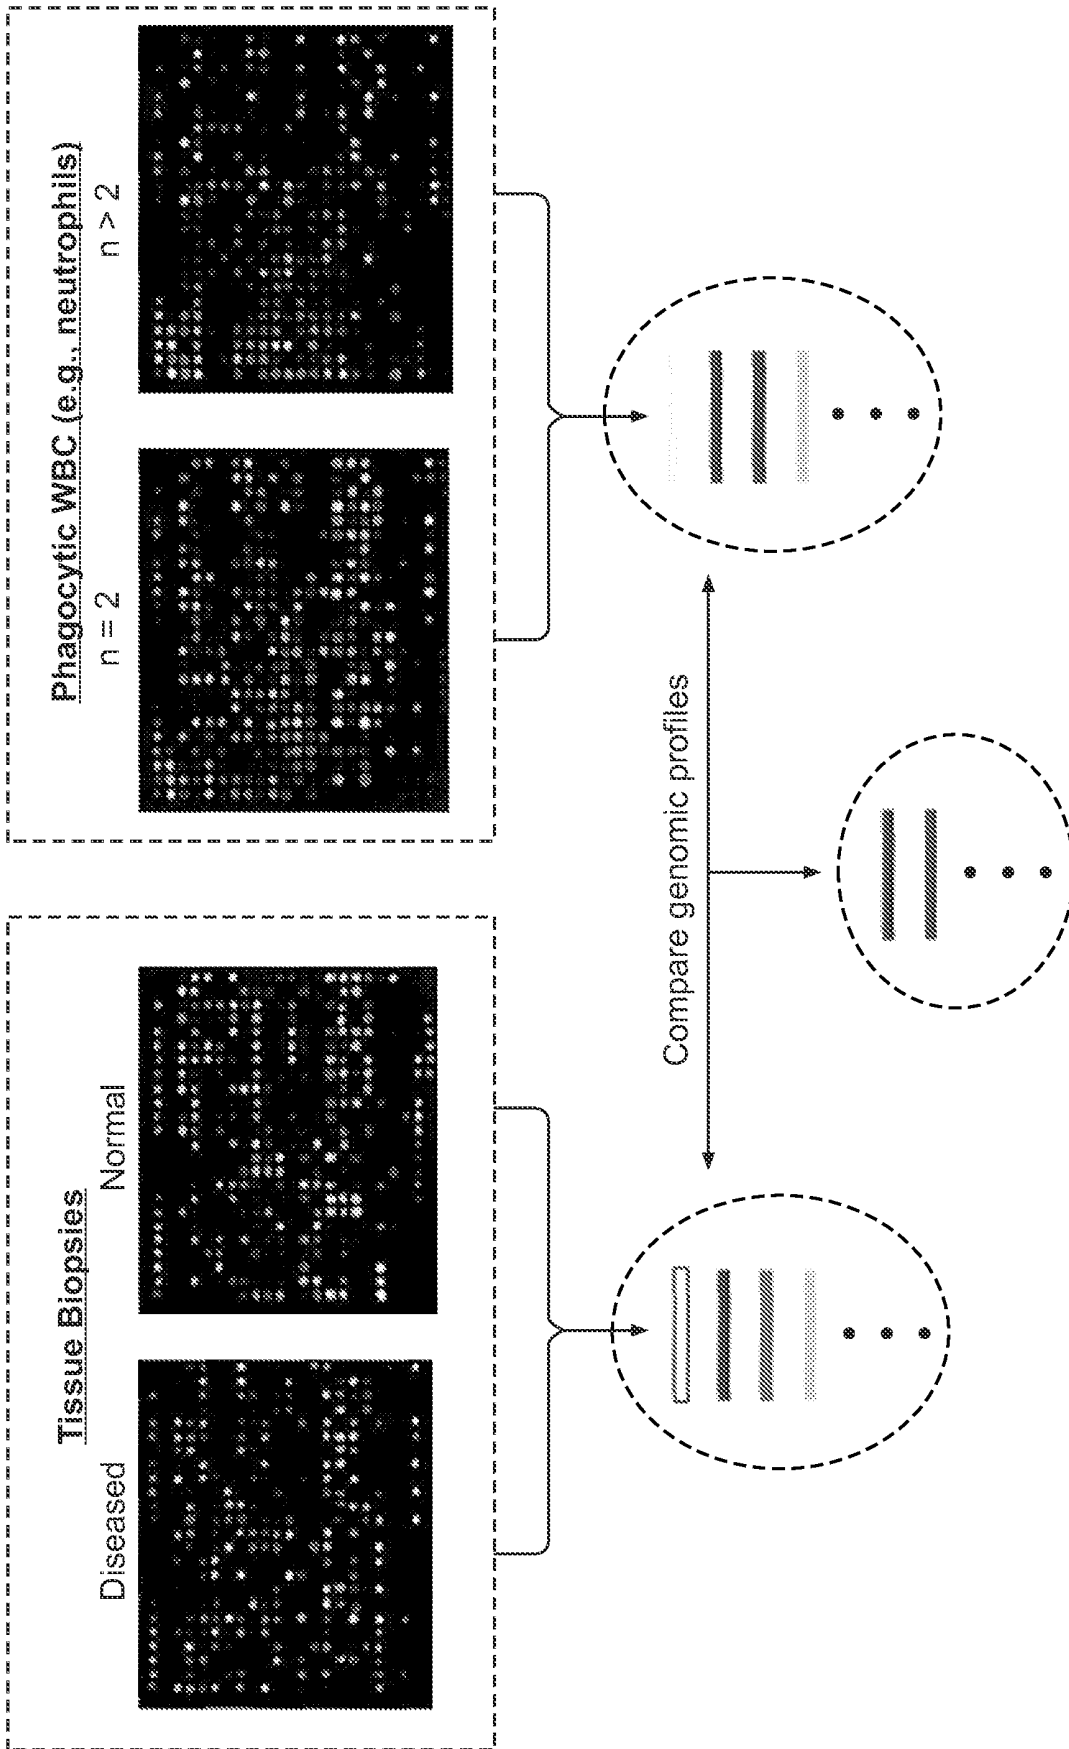 Tissue Biopsies
Diseased
Normal
Phagocytic WBC (e.g., neutrophils)
n = 2
n > 2
Compare genomic profiles